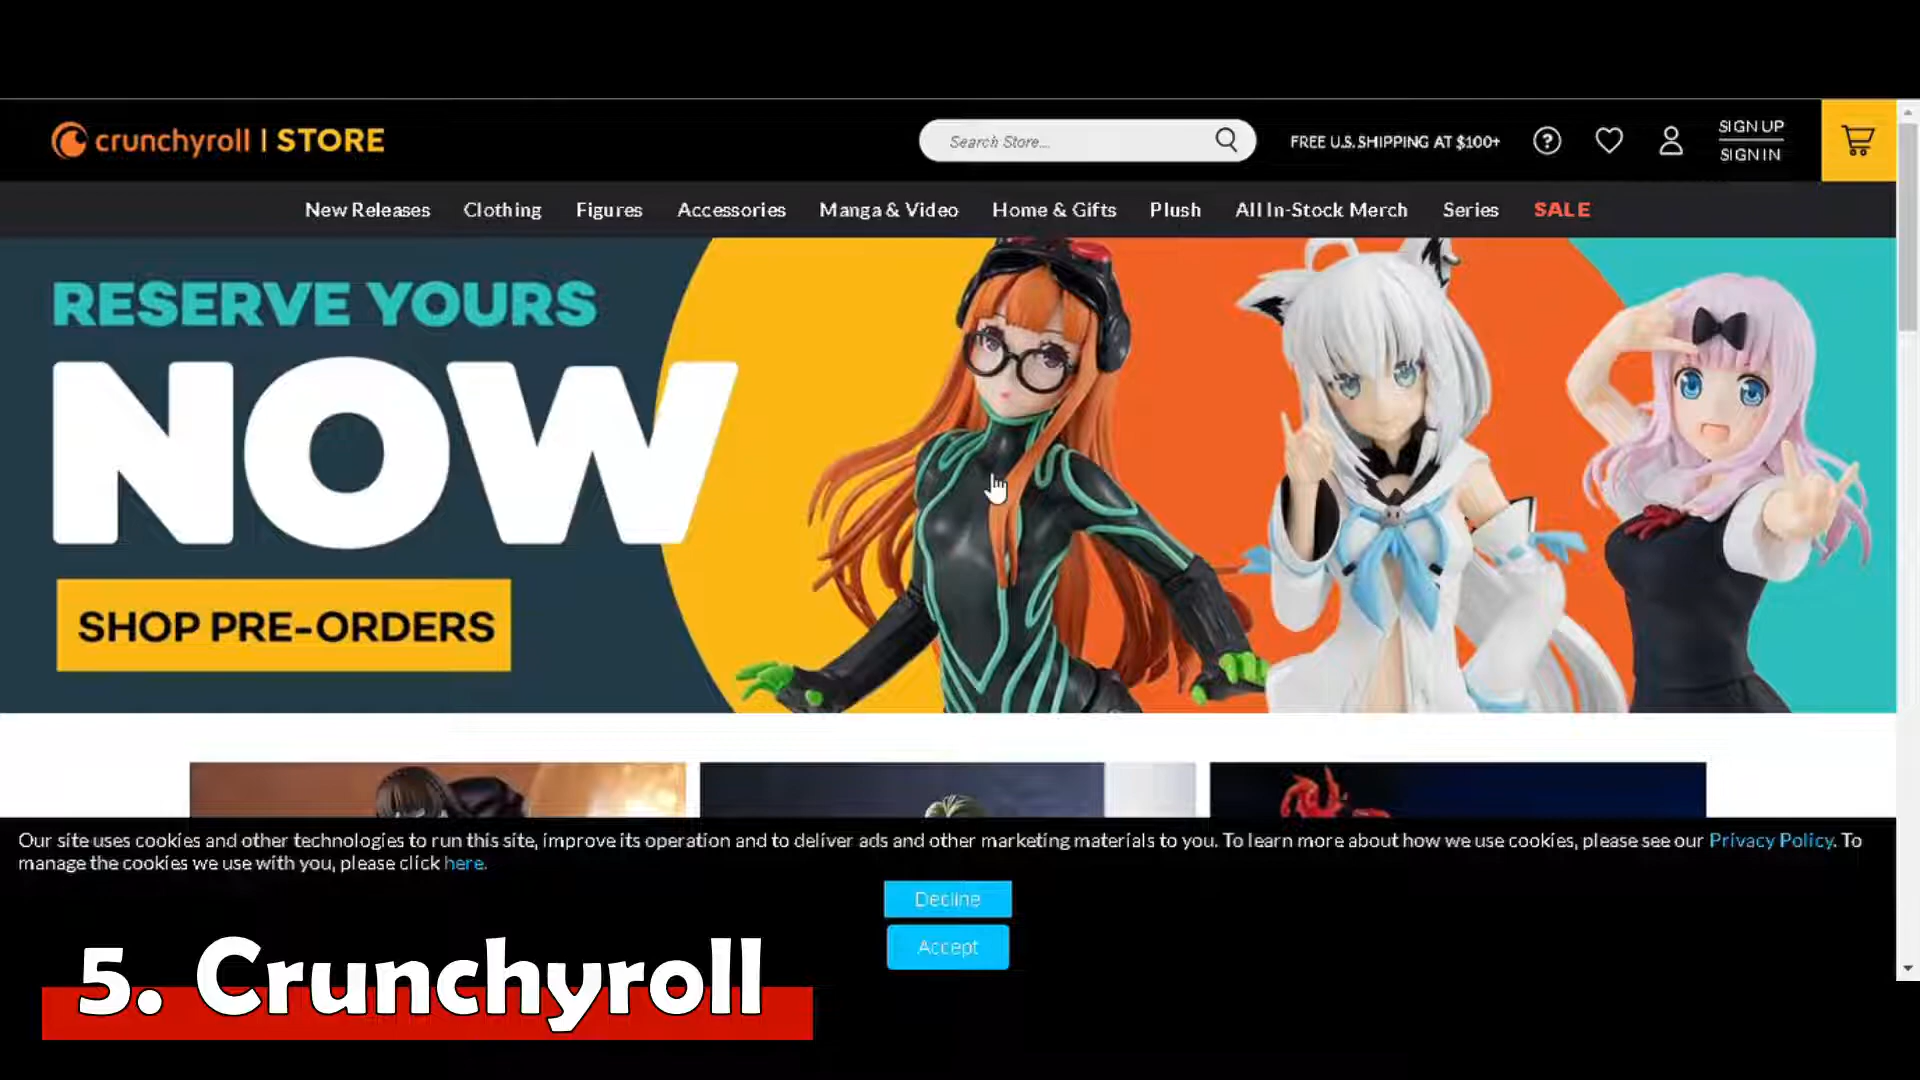 crunchyroll | STORE
Search Store...
FREE U.S. SHIPPING AT $100+
SIGN UP
SIGN IN
New Releases Clothing Figures Accessories Manga & Video Home & Gifts Plush All In-Stock Merch Series SALE
RESERVE YOURS
NOW
SHOP PRE-ORDERS
Our site uses cookies and other technologies to run this site, improve its operation and to deliver ads and other marketing materials to you. To learn more about how we use cookies, please see our Privacy Policy. To
manage the cookies we use with you, please click here.
Decline
Accept
5. Crunchyroll